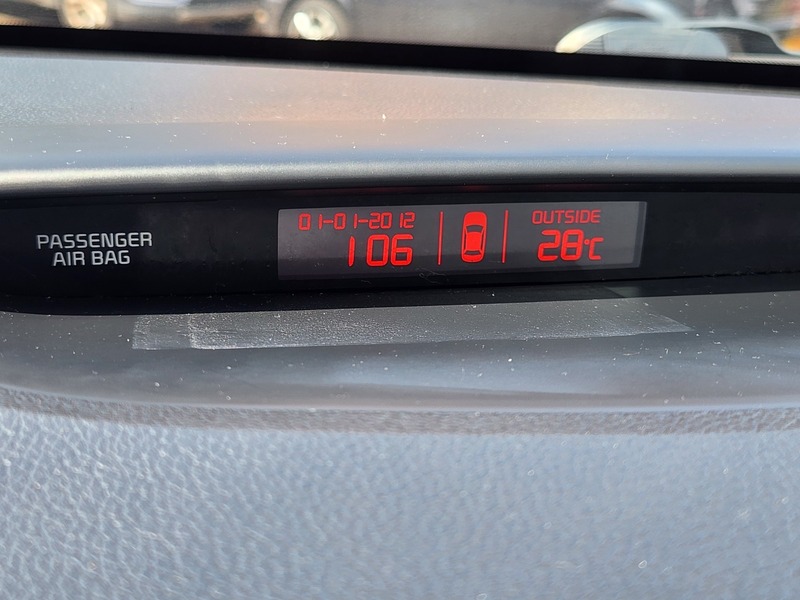 PASSENGER
AIR BAG
01-01-2012
106
OUTSIDE
28°C